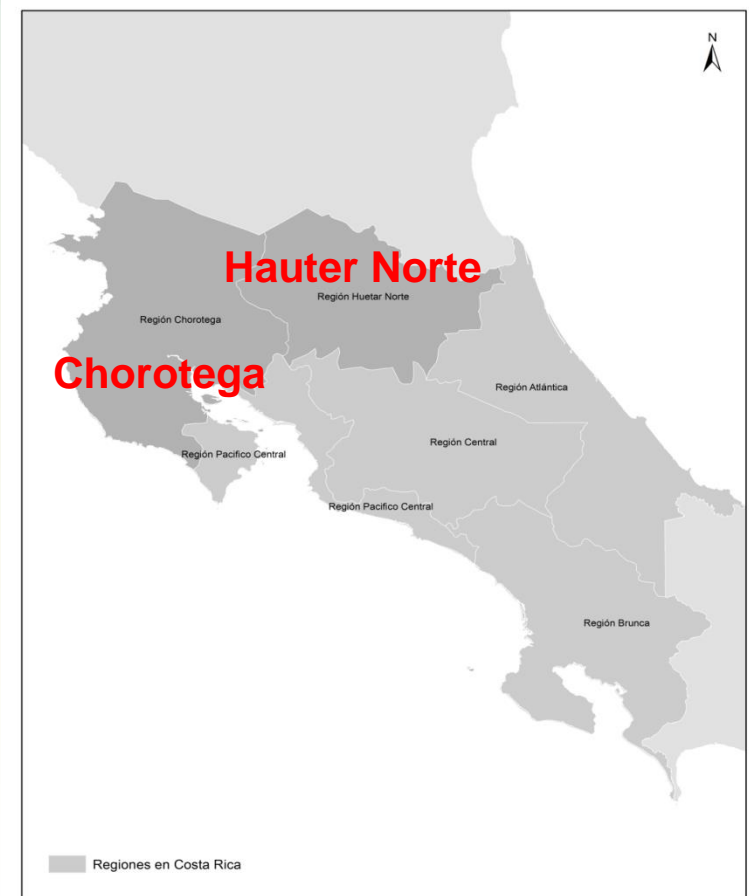 N
Hauter Norte
Región Huetar Norte
Región Chorotega
Chorotega
Región Atlántica
Región Central
Región Pacifico Central
Región Pacifico Central
Región Brunca
Regiones en Costa Rica